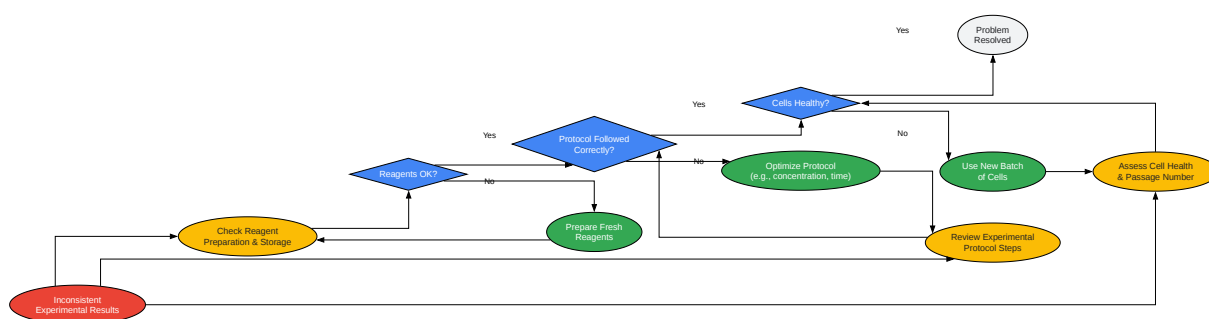 Yes
Problem
Resolved
Yes
Cells Healthy?
Yes
Protocol Followed
Correctly?
No
No
Optimize Protocol
(e.g., concentration, time)
Use New Batch
of Cells
Assess Cell Health
& Passage Number
Reagents OK?
No
Check Reagent
Preparation & Storage
Prepare Fresh
Reagents
Review Experimental
Protocol Steps
Inconsistent
Experimental Results